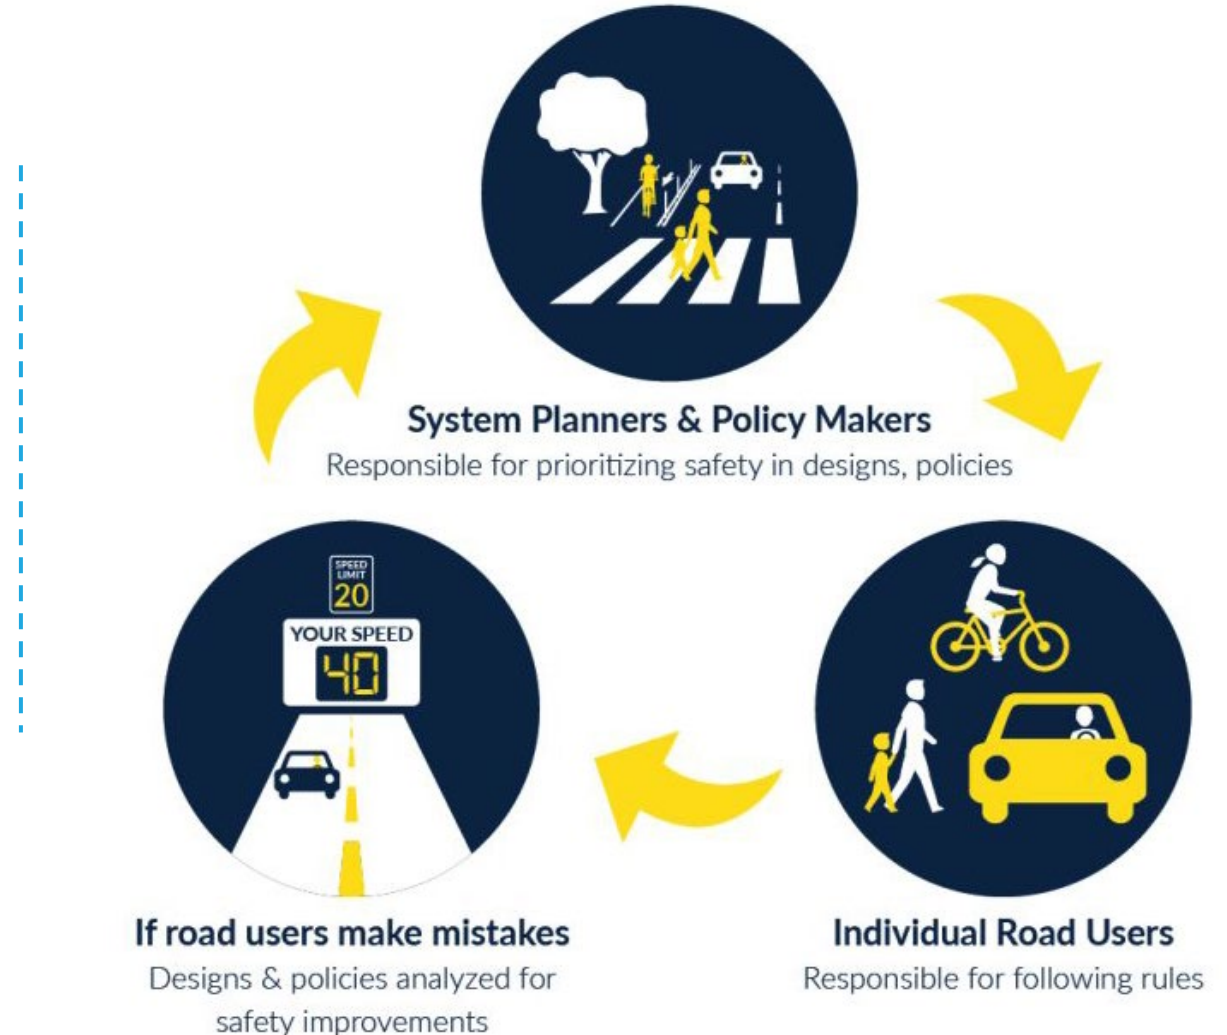 System Planners & Policy Makers
Responsible for prioritizing safety in designs, policies
SPEED
LIMIT
20
YOUR SPEED
40
If road users make mistakes
Designs & policies analyzed for
safety improvements
Individual Road Users
Responsible for following rules